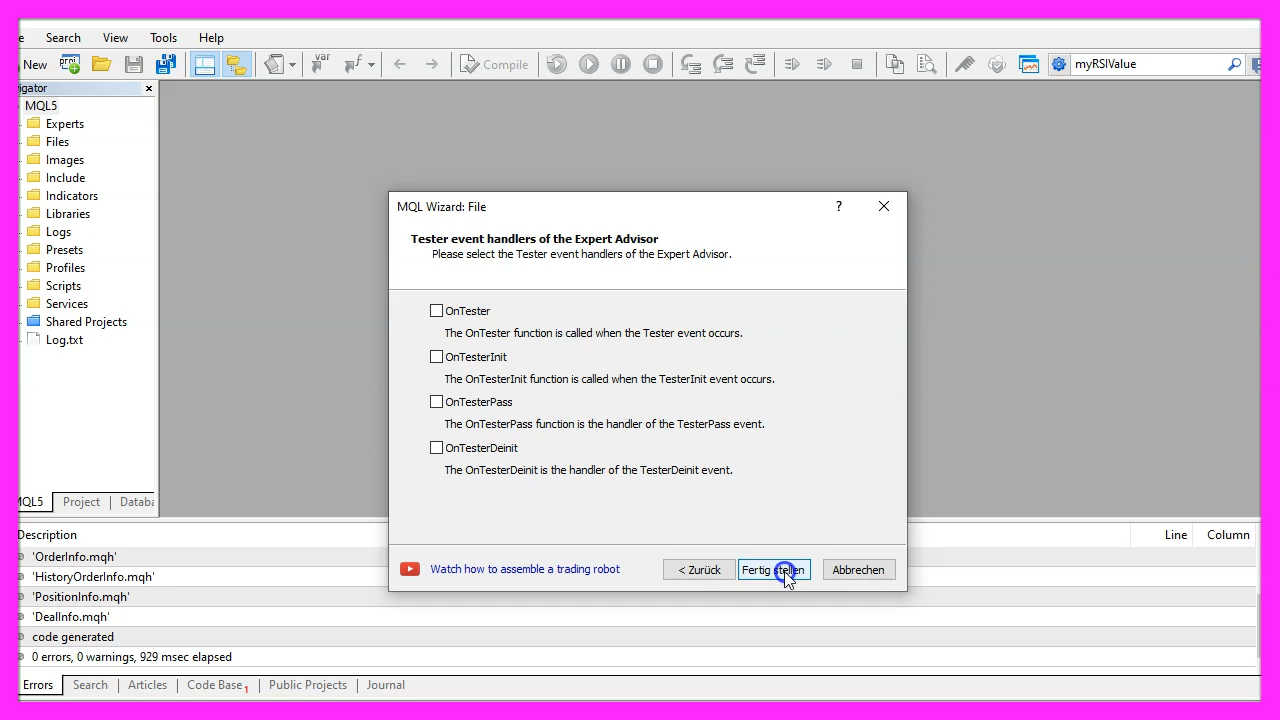 e Search View Tools Help
New var Compile myRSIValue
vigator
MQL5
Experts
Files
Images
Include
Indicators
Libraries
Logs
Presets
Profiles
Scripts
Services
Shared Projects
Log.txt
MQL5 Project Databa
MQL Wizard: File ?
Tester event handlers of the Expert Advisor
Please select the Tester event handlers of the Expert Advisor.
OnTester
The OnTester function is called when the Tester event occurs.
OnTesterInit
The OnTesterInit function is called when the TesterInit event occurs.
OnTesterPass
The OnTesterPass function is the handler of the TesterPass event.
OnTesterDeinit
The OnTesterDeinit is the handler of the TesterDeinit event.
Watch how to assemble a trading robot < Zurück Fertig stellen Abbrechen
Description Line Column
'OrderInfo.mqh'
'HistoryOrderInfo.mqh'
'PositionInfo.mqh'
'DealInfo.mqh'
code generated
0 errors, 0 warnings, 929 msec elapsed
Errors Search Articles Code Base 1 Public Projects Journal